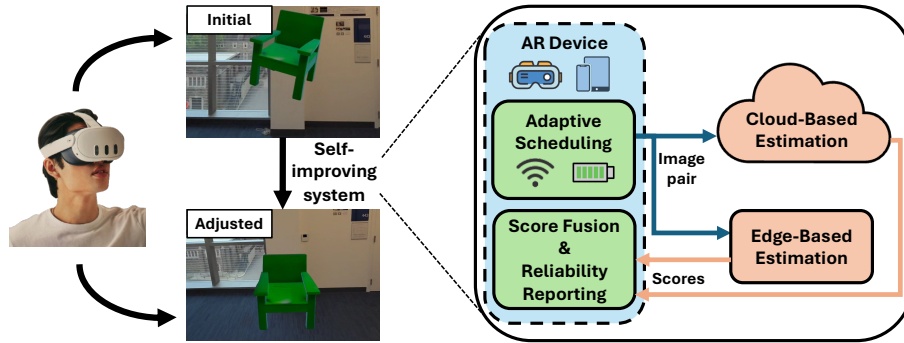 Initial
Self-
improving
system
Adjusted
AR Device
Adaptive
Scheduling
Score Fusion
&
Reliability
Reporting
Image
pair
Scores
Cloud-Based
Estimation
Edge-Based
Estimation